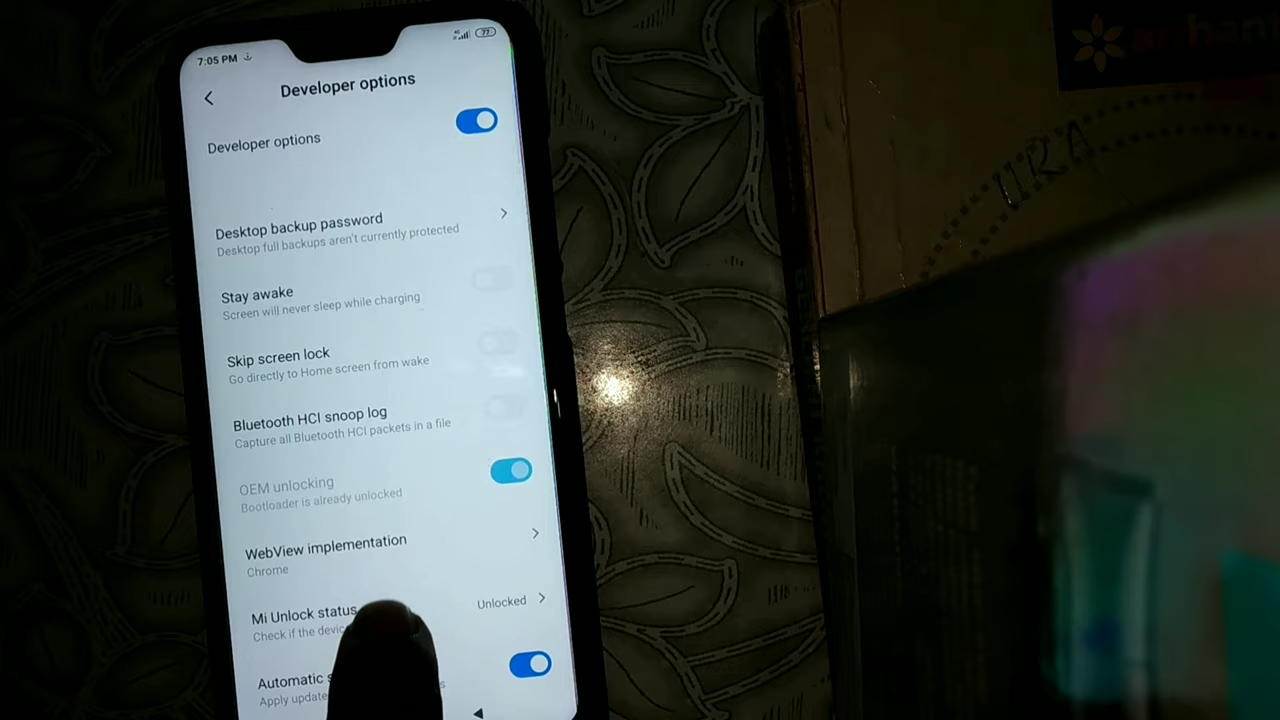 7:05 PM
77
Developer options
Developer options
Desktop backup password
Desktop full backups aren't currently protected
Stay awake
Screen will never sleep while charging
Skip screen lock
Go directly to Home screen from wake
Bluetooth HCI snoop log
Capture all Bluetooth HCI packets in a file
OEM unlocking
Bootloader is already unlocked
WebView implementation
Chrome
Mi Unlock status
Unlocked
Check if the
Automatic
Apply